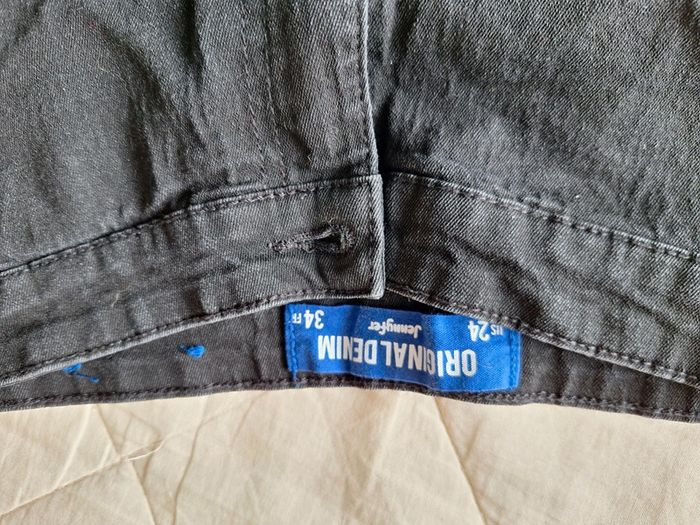 ORIGINAL DENIM
Jennyfer
US 24
34 FR